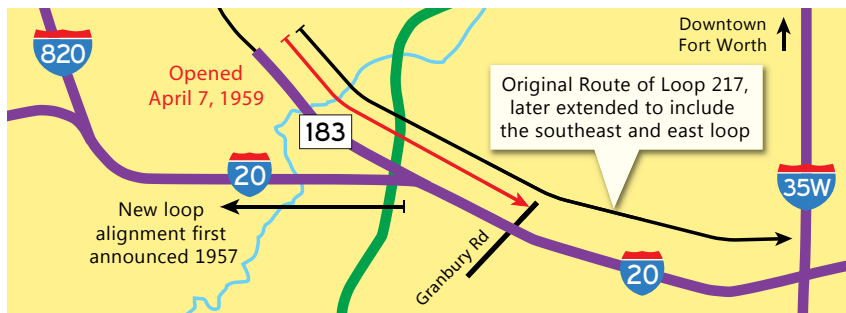 820
Opened
April 7, 1959
183
20
New loop
alignment first
announced 1957
Granbury Rd
Original Route of Loop 217,
later extended to include
the southeast and east loop
Downtown
Fort Worth
35W
20